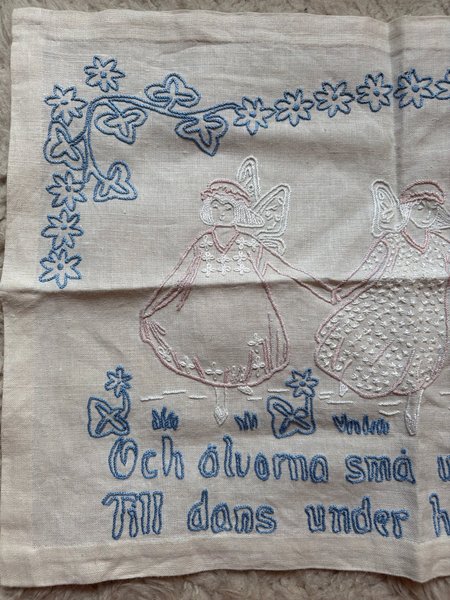 Och älvorna små u
Till dans under h